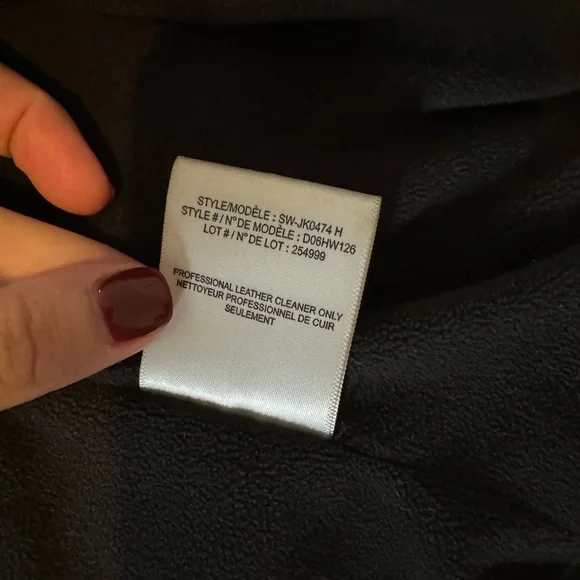 STYLE/MODÈLE : SW-JK0474 H
STYLE # / N° DE MODÈLE : D06HW126
LOT # / N° DE LOT : 254999
PROFESSIONAL LEATHER CLEANER ONLY
NETTOYEUR PROFESSIONNEL DE CUIR
SEULEMENT